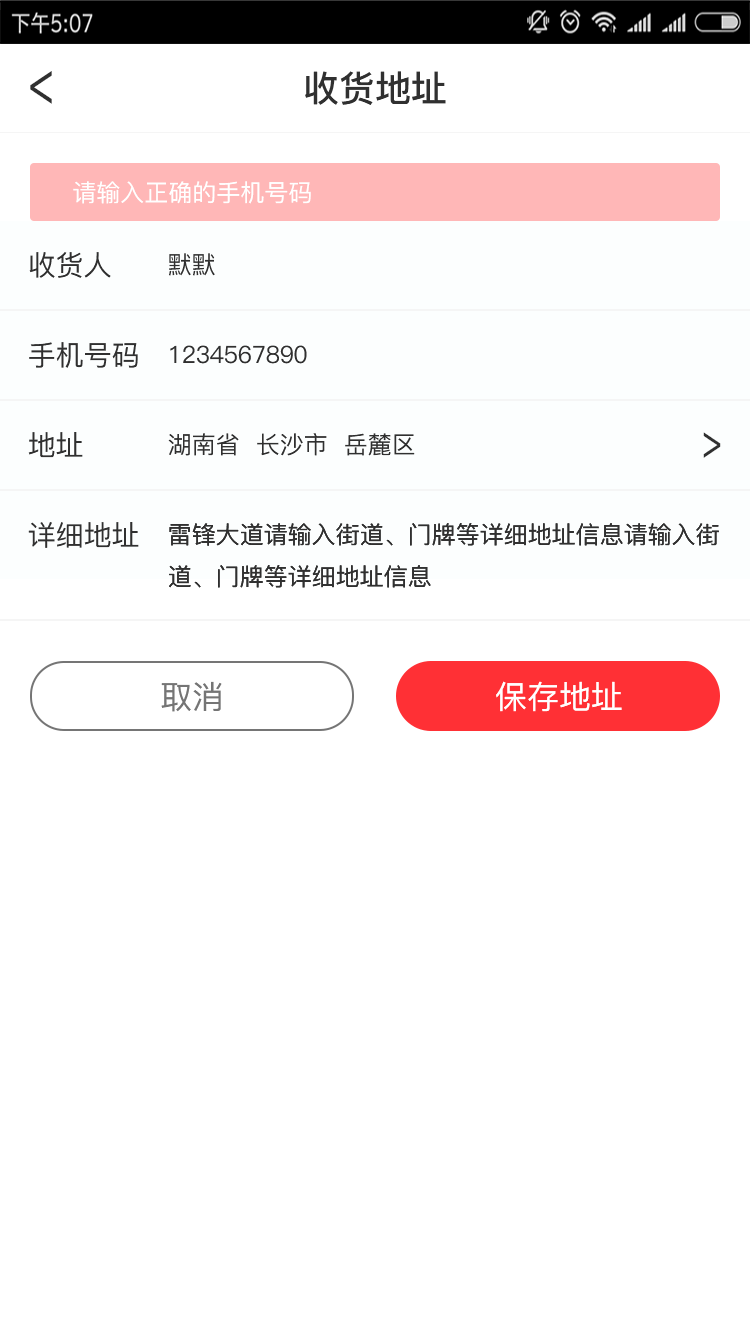 下午5:07
收货地址
请输入正确的手机号码
收货人 默默
手机号码 1234567890
地址 湖南省 长沙市 岳麓区
详细地址 雷锋大道请输入街道、门牌等详细地址信息请输入街
道、门牌等详细地址信息
取消 保存地址